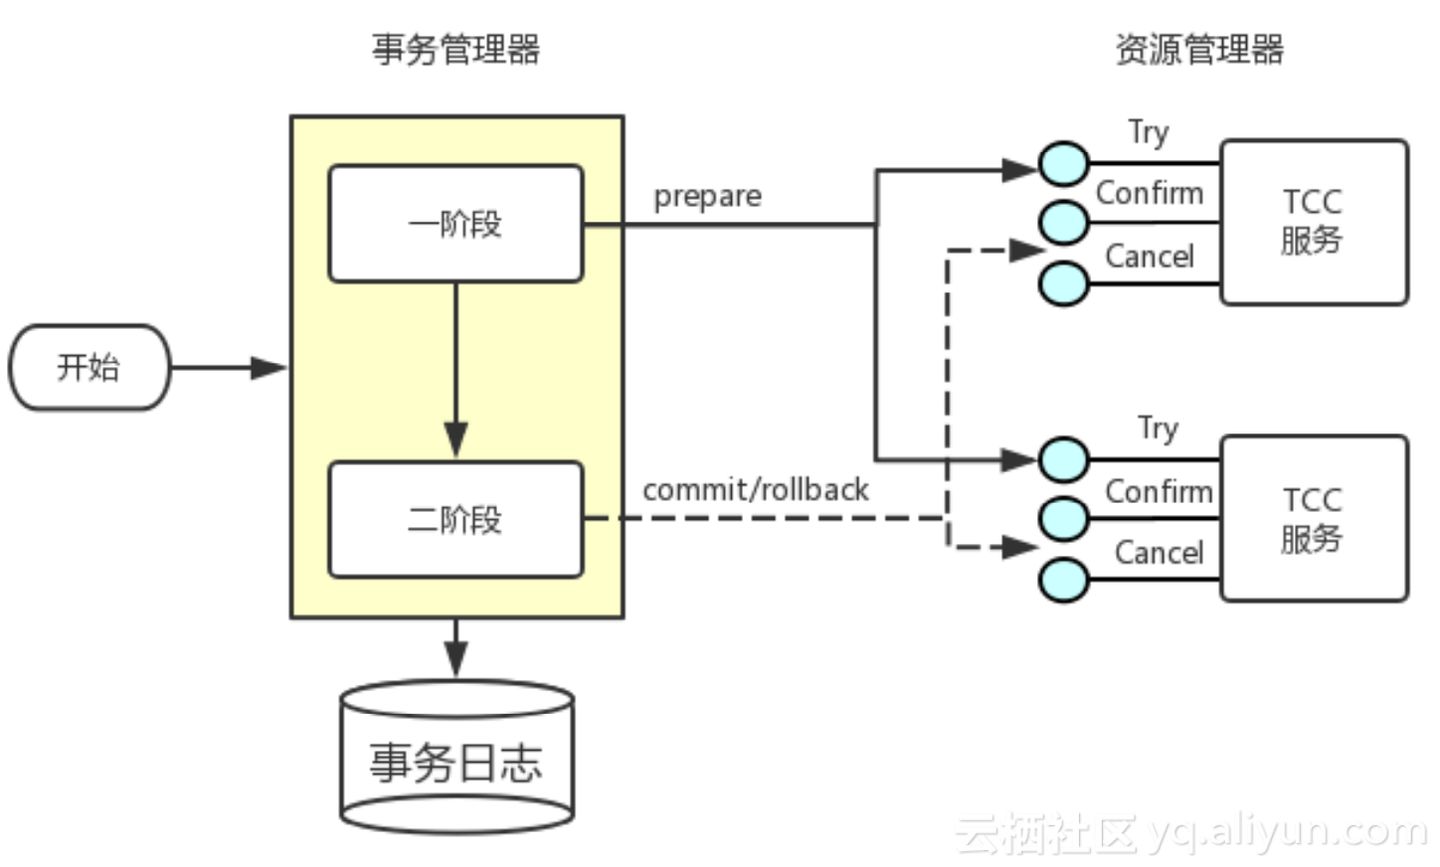 事务管理器
资源管理器
开始
一阶段
二阶段
事务日志
prepare
commit/rollback
Try
Confirm
Cancel
TCC
服务
Try
Confirm
Cancel
TCC
服务
云栖社区 yq.aliyun.com